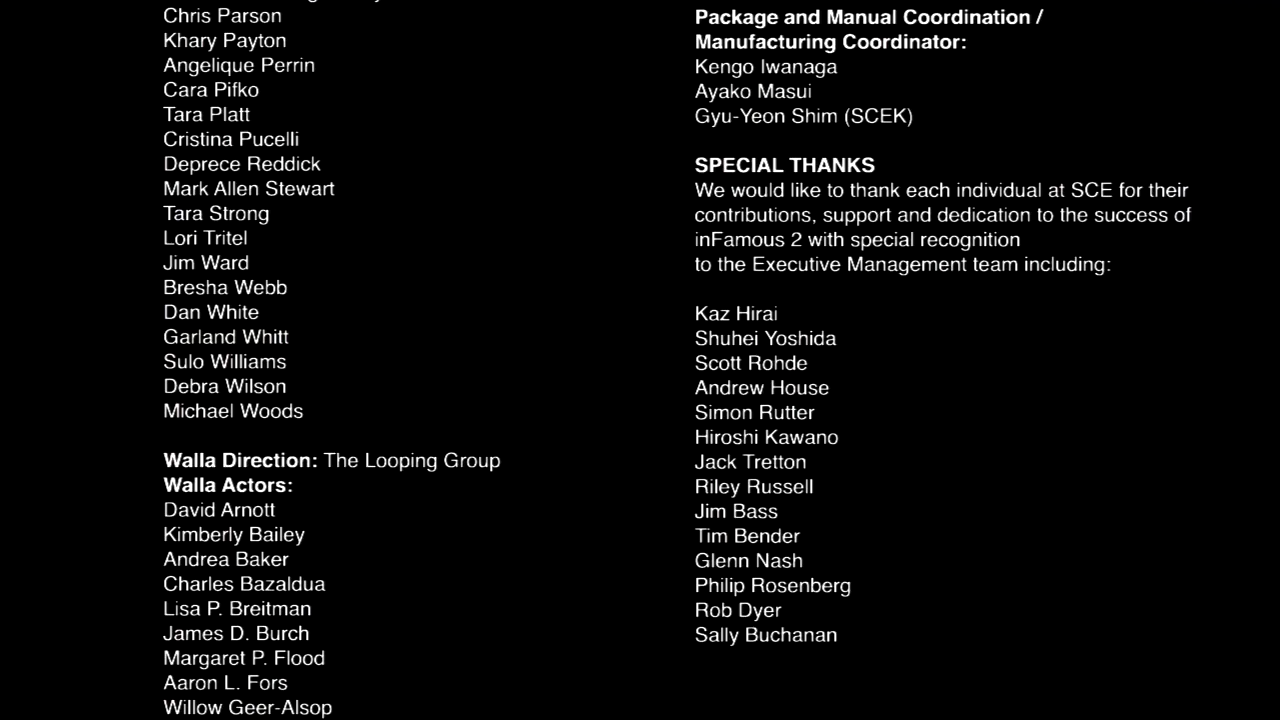 Chris Parson
Khary Payton
Angelique Perrin
Cara Pifko
Tara Platt
Cristina Pucelli
Deprece Reddick
Mark Allen Stewart
Tara Strong
Lori Tritel
Jim Ward
Bresha Webb
Dan White
Garland Whitt
Sulo Williams
Debra Wilson
Michael Woods
Walla Direction: The Looping Group
Walla Actors:
David Arnott
Kimberly Bailey
Andrea Baker
Charles Bazaldua
Lisa P. Breitman
James D. Burch
Margaret P. Flood
Aaron L. Fors
Willow Geer-Alsop
Package and Manual Coordination /
Manufacturing Coordinator:
Kengo Iwanaga
Ayako Masui
Gyu-Yeon Shim (SCEK)
SPECIAL THANKS
We would like to thank each individual at SCE for their
contributions, support and dedication to the success of
inFamous 2 with special recognition
to the Executive Management team including:
Kaz Hirai
Shuhei Yoshida
Scott Rohde
Andrew House
Simon Rutter
Hiroshi Kawano
Jack Tretton
Riley Russell
Jim Bass
Tim Bender
Glenn Nash
Philip Rosenberg
Rob Dyer
Sally Buchanan